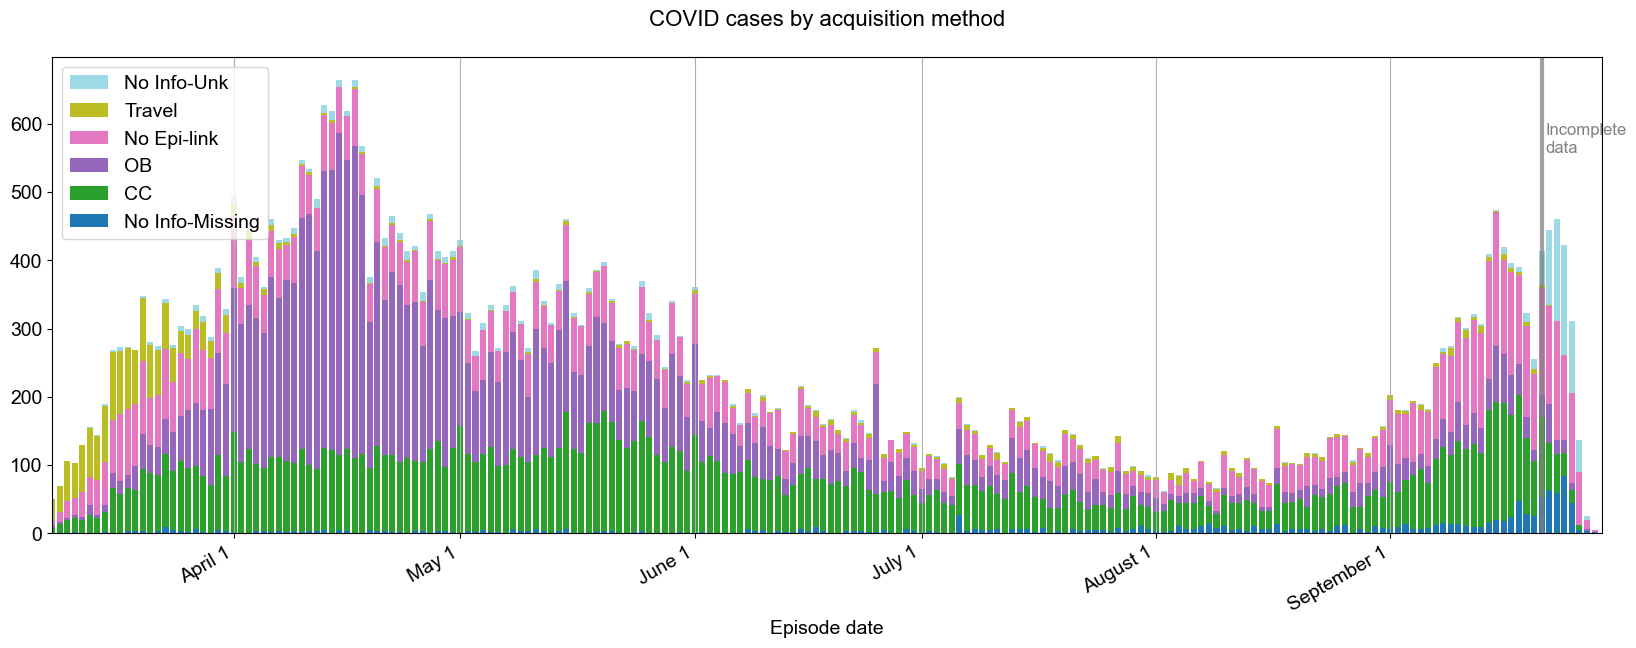 COVID cases by acquisition method
No Info-Unk
Travel
No Epi-link
OB
CC
No Info-Missing
600
500
400
300
200
100
0
Incomplete
data
April 1
May 1
June 1
July 1
August 1
September 1
Episode date